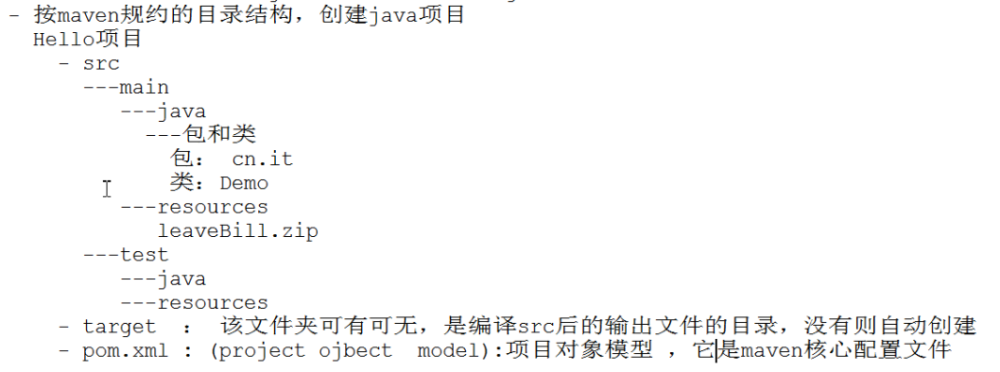 - 按maven规约的目录结构，创建java项目
Hello项目
- src
---main
---java
---包和类
包： cn.it
类：Demo
---resources
leaveBill.zip
---test
---java
---resources
- target ： 该文件夹可有可无，是编译src后的输出文件的目录，没有则自动创建
- pom.xml : (project ojbect model):项目对象模型 ，它是maven核心配置文件